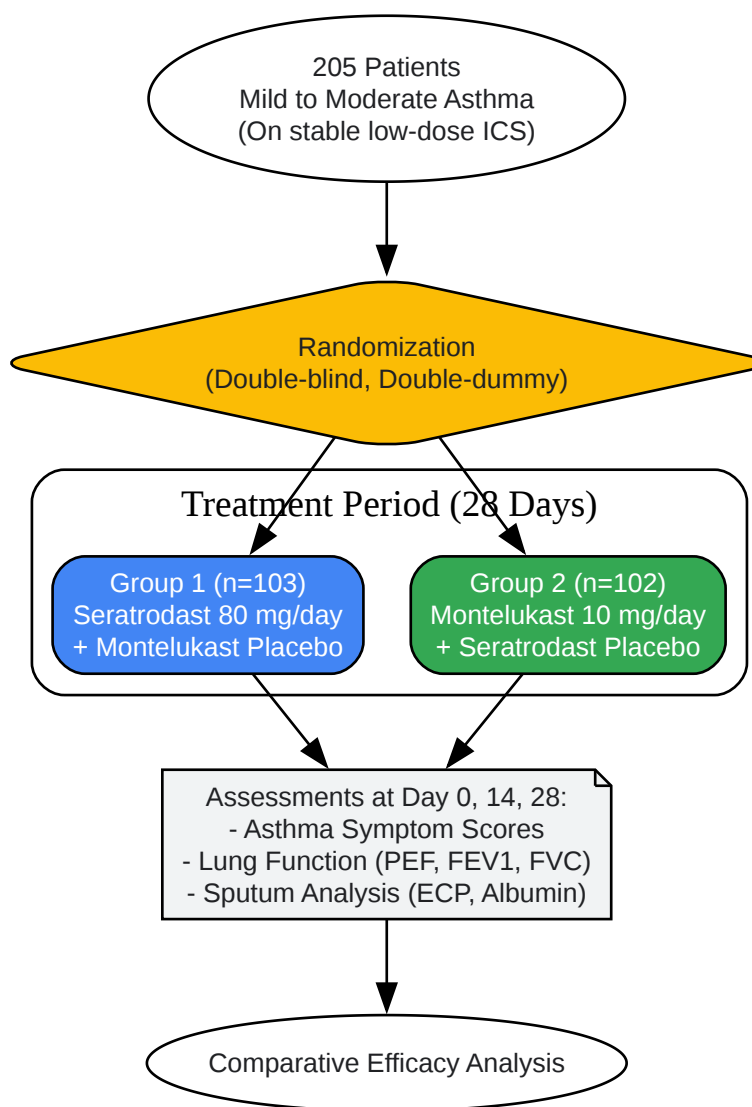 205 Patients
Mild to Moderate Asthma
(On stable low-dose ICS)
Randomization
(Double-blind, Double-dummy)
Treatment Period (28 Days)
Group 1 (n=103)
Seratrodast 80 mg/day
+ Montelukast Placebo
Group 2 (n=102)
Montelukast 10 mg/day
+ Seratrodast Placebo
Assessments at Day 0, 14, 28:
- Asthma Symptom Scores
- Lung Function (PEF, FEV1, FVC)
- Sputum Analysis (ECP, Albumin)
Comparative Efficacy Analysis